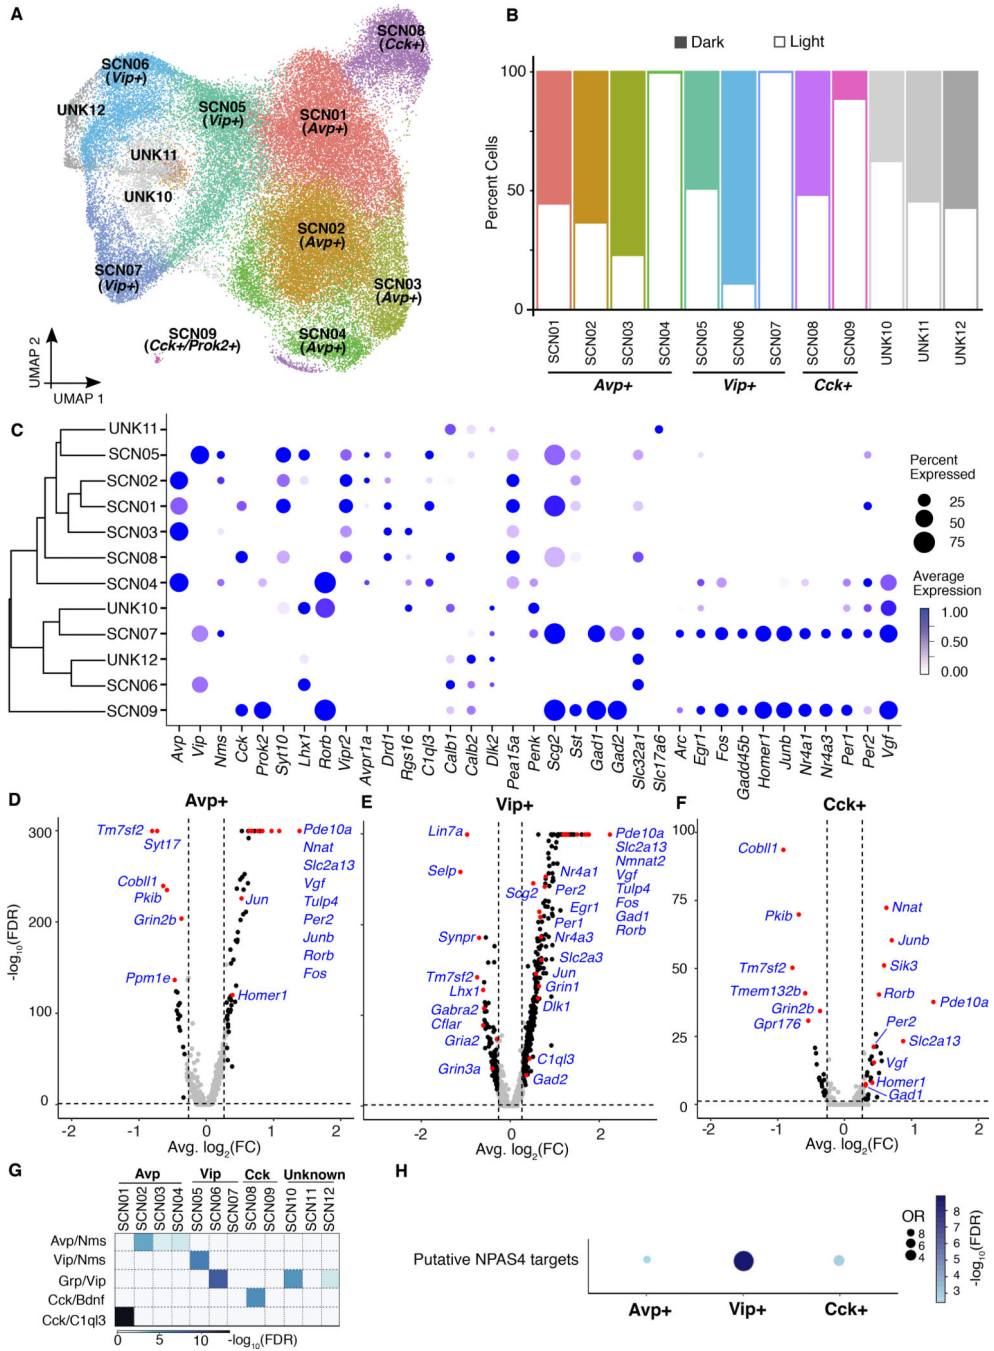 A
SCN08
(Cck+)
SCN06
(Vip+)
UNK12
SCN05
(Vip+)
SCN01
(Avp+)
UNK11
UNK10
SCN02
(Avp+)
SCN07
(Vip+)
SCN03
(Avp+)
SCN09
(Cck+/Prok2+)
SCN04
(Avp+)
UMAP 2
UMAP 1
B
Dark Light
Percent Cells
100
50
0
SCN01 SCN02 SCN03 SCN04 SCN05 SCN06 SCN07 SCN08 SCN09 UNK10 UNK11 UNK12
Avp+ Vip+ Cck+
C
UNK11
SCN05
SCN02
SCN01
SCN03
SCN08
SCN04
UNK10
SCN07
UNK12
SCN06
SCN09
Avp Vip Nms Cck Prok2 Syt10 Lhx1 Rorb Vipr2 Avpr1a Drd1 Rgs16 C1ql3 Calb1 Calb2 Dlk2 Pea15a Penk Scg2 Sst Gad1 Gad2 Slc32a1 Slc17a6 Arc Egr1 Fos Gadd45b Homer1 Junb Nr4a1 Nr4a3 Per1 Per2 Vgf
Percent
Expressed
25
50
75
Average
Expression
1.00
0.50
0.00
D
Avp+
-log10(FDR)
300
200
100
0
-2 -1 0 1 2
Avg. log2(FC)
Tm7sf2
Syt17
Cobll1
Pkib
Grin2b
Ppm1e
Pde10a
Nnat
Slc2a13
Vgf
Jun
Tulp4
Per2
Junb
Rorb
Fos
Homer1
E
Vip+
-2 -1 0 1 2
Avg. log2(FC)
Lin7a
Selp
Synpr
Tm7sf2
Lhx1
Gabra2
Cflar
Gria2
Grin3a
Scg2
Nr4a1
Per2
Egr1
Per1
Nr4a3
Slc2a3
Jun
Grin1
Dlk1
C1ql3
Gad2
Pde10a
Slc2a13
Nmnat2
Vgf
Tulp4
Fos
Gad1
Rorb
F
Cck+
100
75
50
25
0
-2 -1 0 1 2
Avg. log2(FC)
Cobll1
Pkib
Tm7sf2
Tmem132b
Grin2b
Gpr176
Nnat
Junb
Sik3
Rorb
Pde10a
Per2
Slc2a13
Vgf
Homer1
Gad1
G
Avp Vip Cck Unknown
SCN01 SCN02 SCN03 SCN04 SCN05 SCN06 SCN07 SCN08 SCN09 SCN10 SCN11 SCN12
Avp/Nms
Vip/Nms
Grp/Vip
Cck/Bdnf
Cck/C1ql3
0 5 10 -log10(FDR)
H
Putative NPAS4 targets
Avp+ Vip+ Cck+
OR
8
6
4
8
7
6
5
4
3
-log10(FDR)